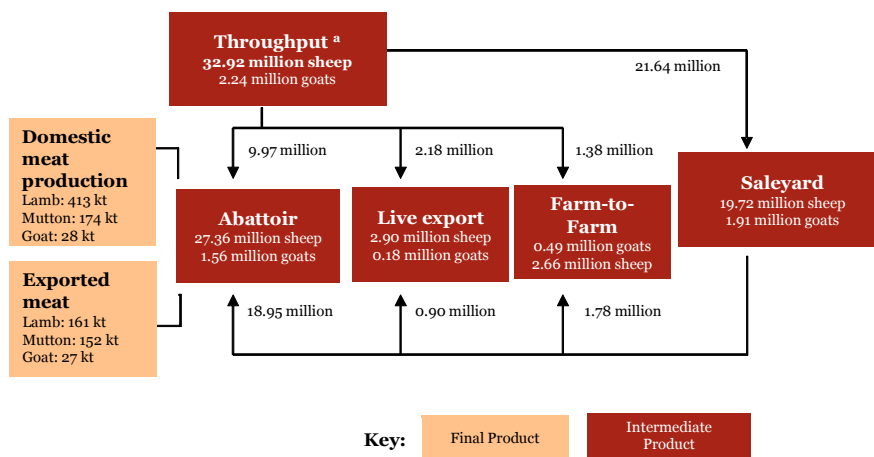 Throughput ᵃ
32.92 million sheep
2.24 million goats
21.64 million
Domestic
meat
production
Lamb: 413 kt
Mutton: 174 kt
Goat: 28 kt
9.97 million
2.18 million
1.38 million
Abattoir
27.36 million sheep
1.56 million goats
Live export
2.90 million sheep
0.18 million goats
Farm-to-
Farm
0.49 million goats
2.66 million sheep
Saleyard
19.72 million sheep
1.91 million goats
Exported
meat
Lamb: 161 kt
Mutton: 152 kt
Goat: 27 kt
18.95 million
0.90 million
1.78 million
Key:
Final Product
Intermediate
Product